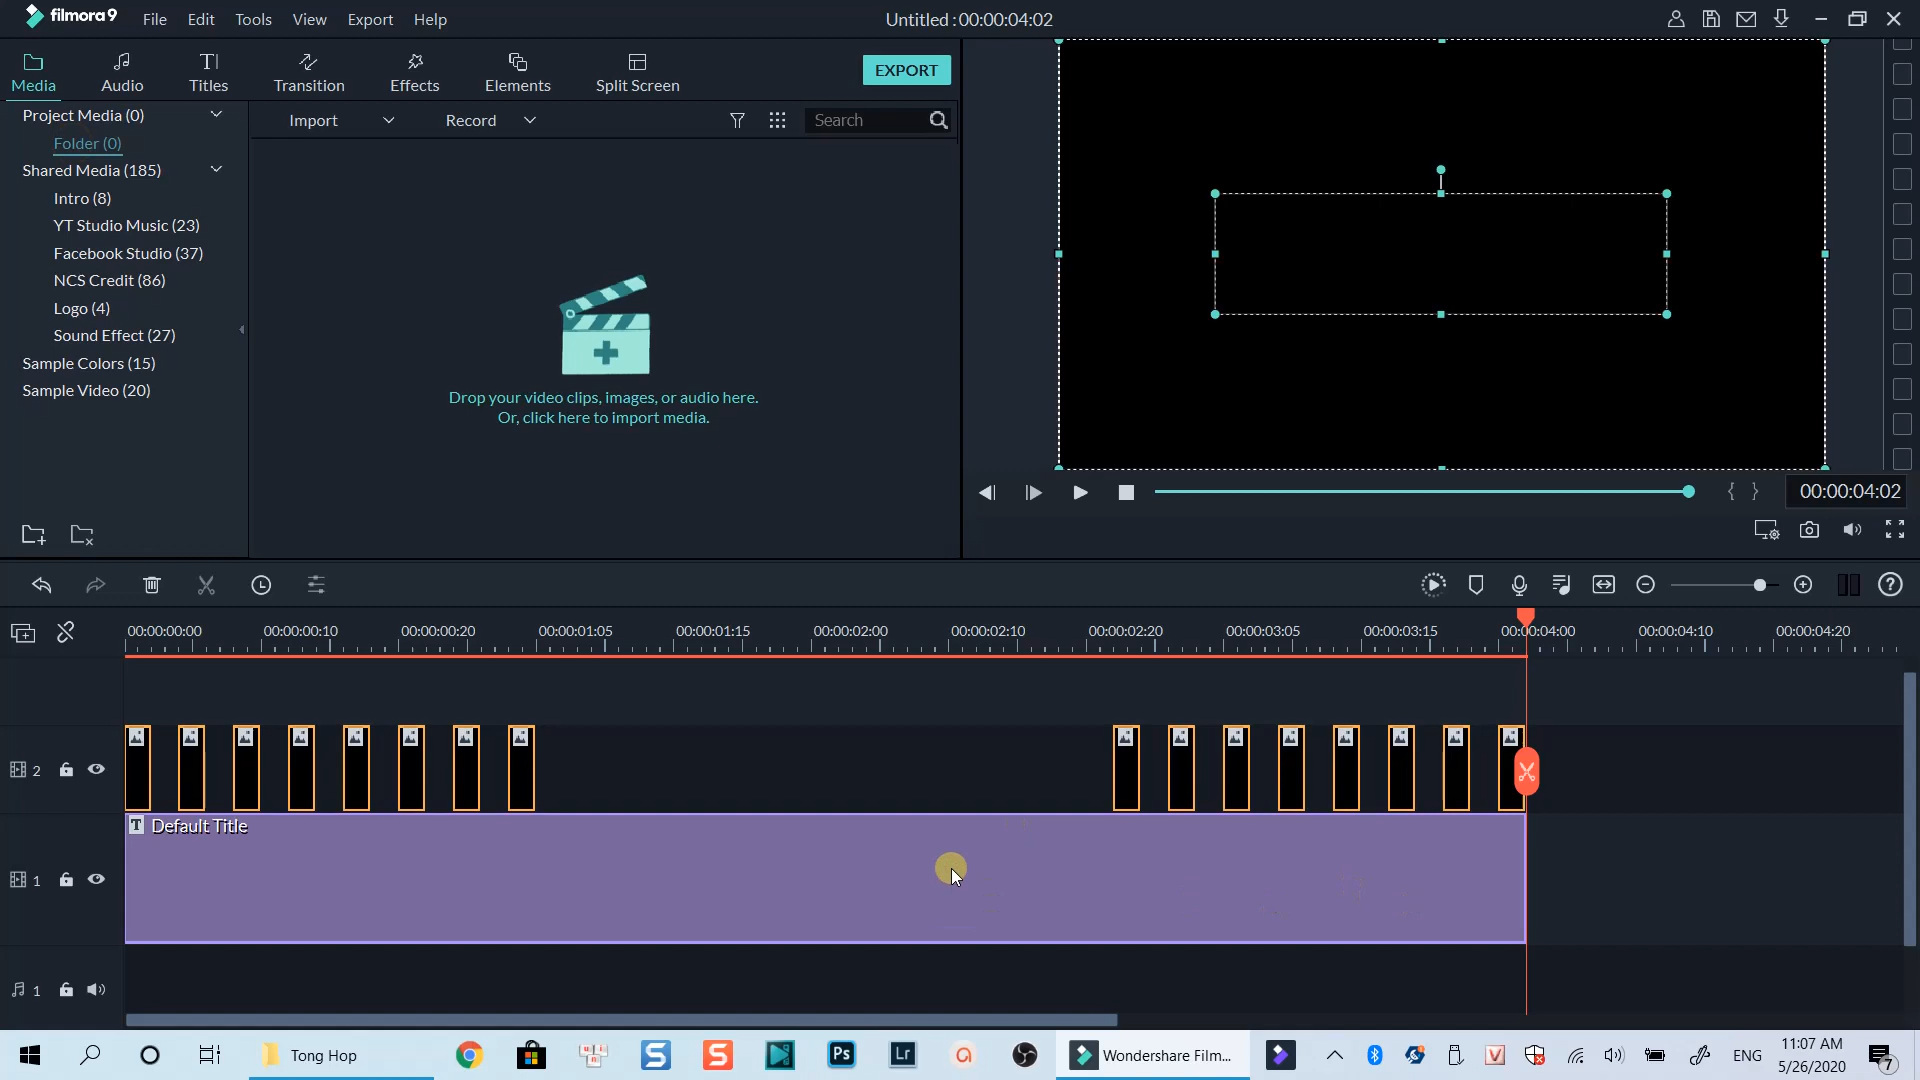 filmora9
File Edit Tools View Export Help
Untitled : 00:00:04:02
Media Audio Titles Transition Effects Elements Split Screen
EXPORT
Project Media (0)
Folder (0)
Shared Media (185)
Intro (8)
YT Studio Music (23)
Facebook Studio (37)
NCS Credit (86)
Logo (4)
Sound Effect (27)
Sample Colors (15)
Sample Video (20)
Import Record Search
Drop your video clips, images, or audio here.
Or, click here to import media.
{ } 00:00:04:02
00:00:00:00 00:00:00:10 00:00:00:20 00:00:01:05 00:00:01:15 00:00:02:00 00:00:02:10 00:00:02:20 00:00:03:05 00:00:03:15 00:00:04:00 00:00:04:10 00:00:04:20
2
T Default Title
1
1
Tong Hop
S
S
Ps
Lr
Wondershare Film...
V
ENG
11:07 AM
5/26/2020
7